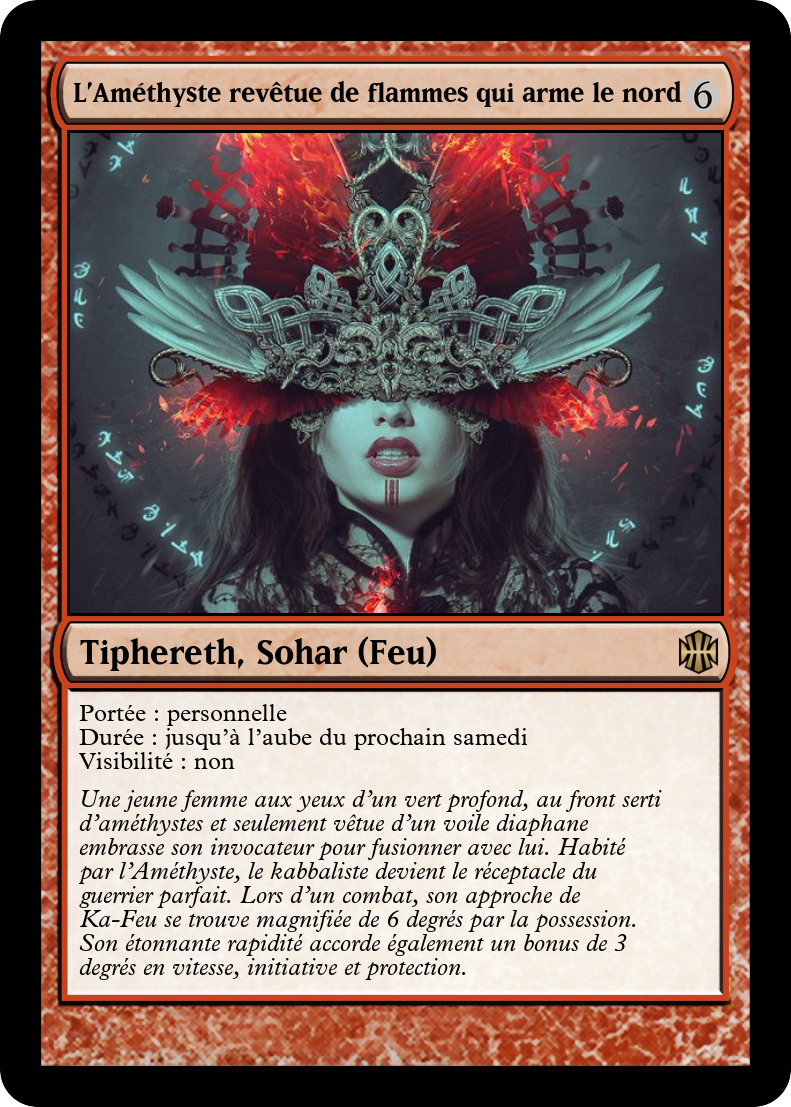 L'Améthyste revêtue de flammes qui arme le nord 6
Tiphereth, Sohar (Feu)
Portée : personnelle
Durée : jusqu'à l'aube du prochain samedi
Visibilité : non
Une jeune femme aux yeux d'un vert profond, au front serti
d'améthystes et seulement vêtue d'un voile diaphane
embrasse son invocateur pour fusionner avec lui. Habité
par l'Améthyste, le kabbaliste devient le réceptacle du
guerrier parfait. Lors d'un combat, son approche de
Ka-Feu se trouve magnifiée de 6 degrés par la possession.
Son étonnante rapidité accorde également un bonus de 3
degrés en vitesse, initiative et protection.